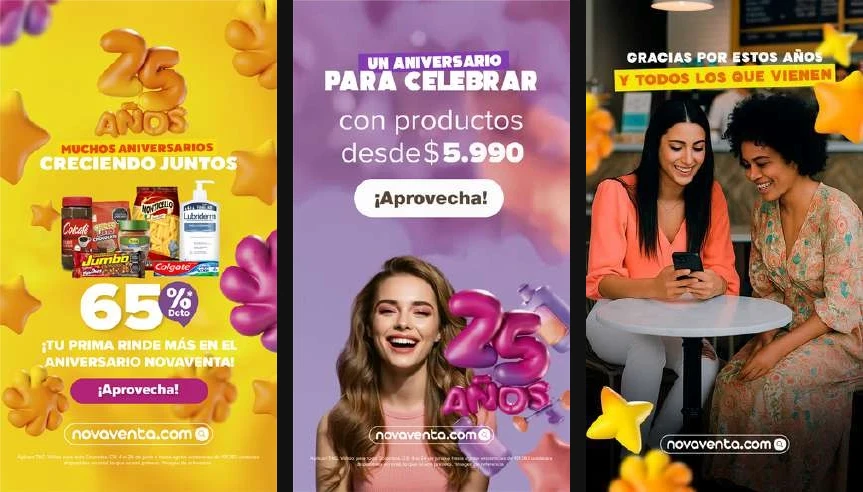 25
AÑOS
MUCHOS ANIVERSARIOS
CRECIENDO JUNTOS
Colcafé
MONTICELLO
Lubriderm
Jumbo
Colgate
65%*
Dcto
¡TU PRIMA RINDE MÁS EN EL
ANIVERSARIO NOVAVENTA!
¡Aprovecha!
novaventa.com
UN ANIVERSARIO
PARA CELEBRAR
con productos
desde $5.990
¡Aprovecha!
25
AÑOS
novaventa.com
GRACIAS POR ESTOS AÑOS
Y TODOS LOS QUE VIENEN
novaventa.com